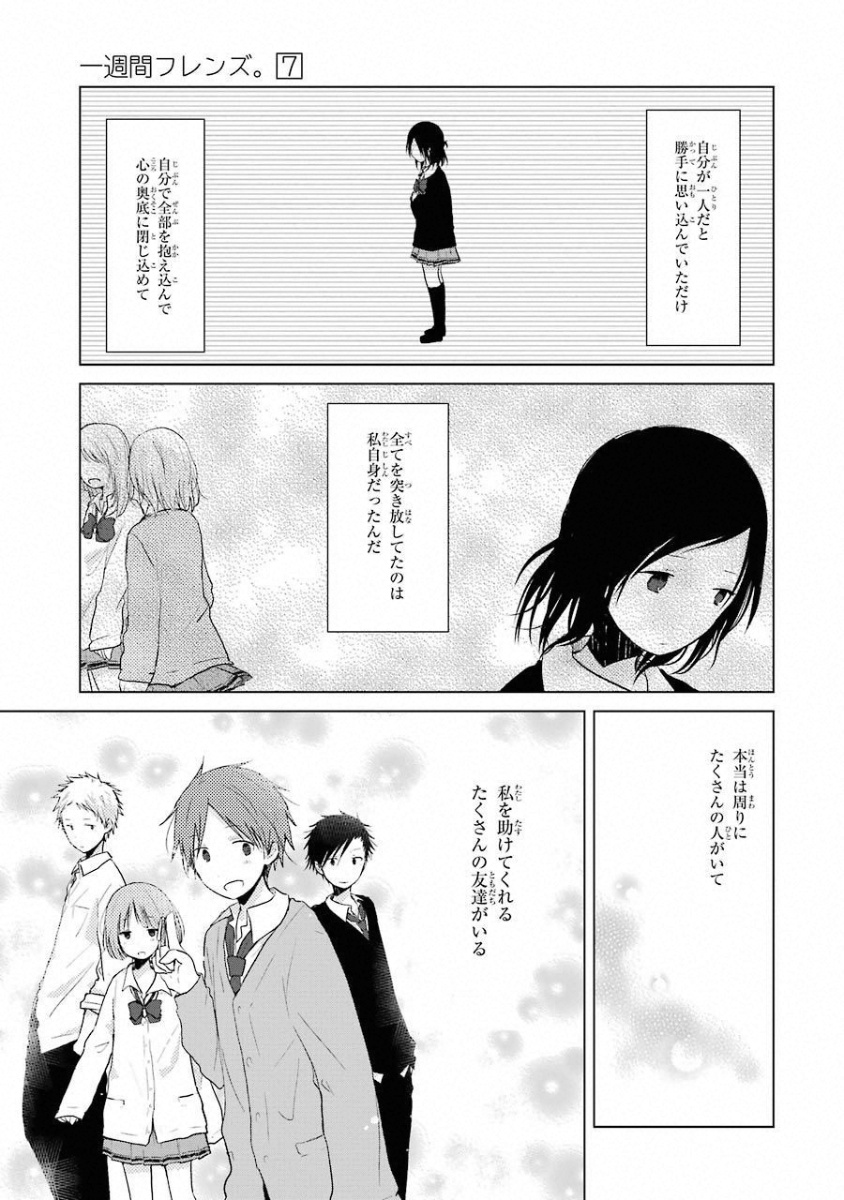 一週間フレンズ。7
自分が一人だと
勝手に思い込んでいただけ
自分で全部を抱え込んで
心の奥底に閉じ込めて
全てを突き放してたのは
私自身だったんだ
本当は周りに
たくさんの人がいて
私を助けてくれる
たくさんの友達がいる